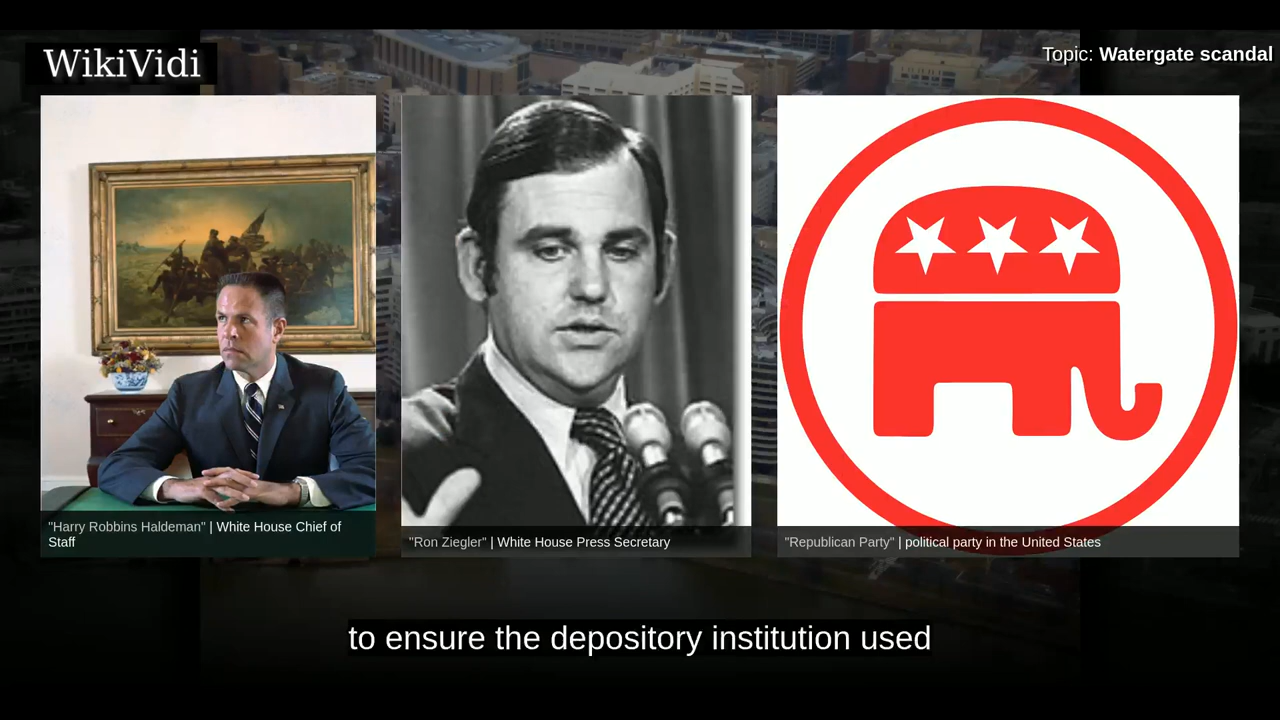 WikiVidi
Topic: Watergate scandal
"Harry Robbins Haldeman" | White House Chief of
Staff
"Ron Ziegler" | White House Press Secretary
"Republican Party" | political party in the United States
to ensure the depository institution used